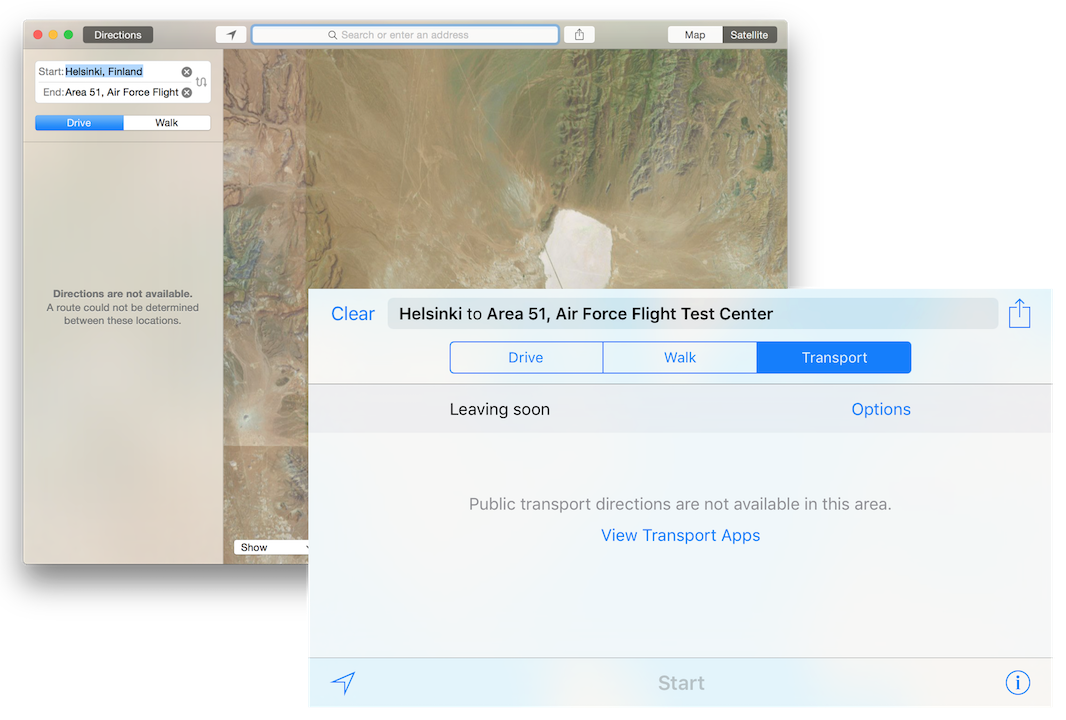 Directions
Search or enter an address
Map
Satellite
Start: Helsinki, Finland
End: Area 51, Air Force Flight
Drive
Walk
Directions are not available.
A route could not be determined
between these locations.
Show
Clear
Helsinki to Area 51, Air Force Flight Test Center
Drive
Walk
Transport
Leaving soon
Options
Public transport directions are not available in this area.
View Transport Apps
Start